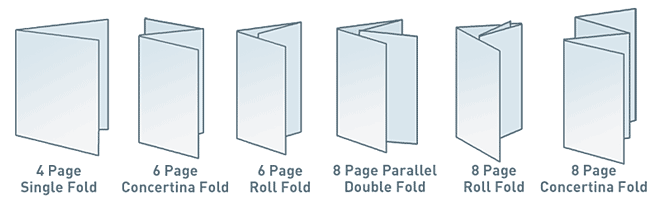 4 Page
Single Fold
6 Page
Concertina Fold
6 Page
Roll Fold
8 Page Parallel
Double Fold
8 Page
Roll Fold
8 Page
Concertina Fold